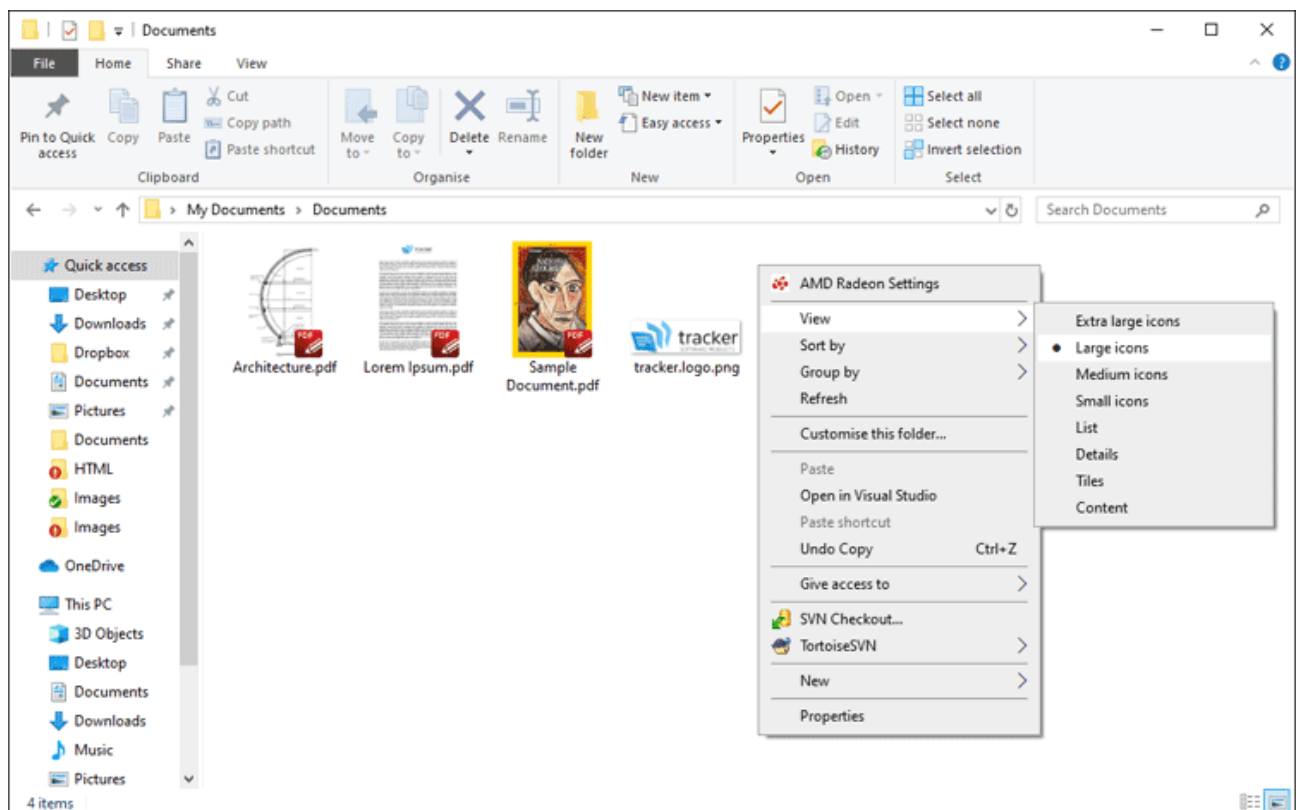 Documents
File Home Share View
Pin to Quick access
Copy
Paste
Cut
Copy path
Paste shortcut
Clipboard
Move to
Copy to
Delete
Rename
Organise
New folder
New item
Easy access
New
Properties
Open
Edit
History
Open
Select all
Select none
Invert selection
Select
My Documents > Documents
Search Documents
Quick access
Desktop
Downloads
Dropbox
Documents
Pictures
Documents
HTML
Images
Images
OneDrive
This PC
3D Objects
Desktop
Documents
Downloads
Music
Pictures
4 items
tracker
PDF
Architecture.pdf
PDF
Lorem Ipsum.pdf
PDF
Sample
Document.pdf
tracker
tracker.logo.png
AMD Radeon Settings
View
Sort by
Group by
Refresh
Customise this folder...
Paste
Open in Visual Studio
Paste shortcut
Undo Copy Ctrl+Z
Give access to
SVN Checkout...
TortoiseSVN
New
Properties
Extra large icons
Large icons
Medium icons
Small icons
List
Details
Tiles
Content